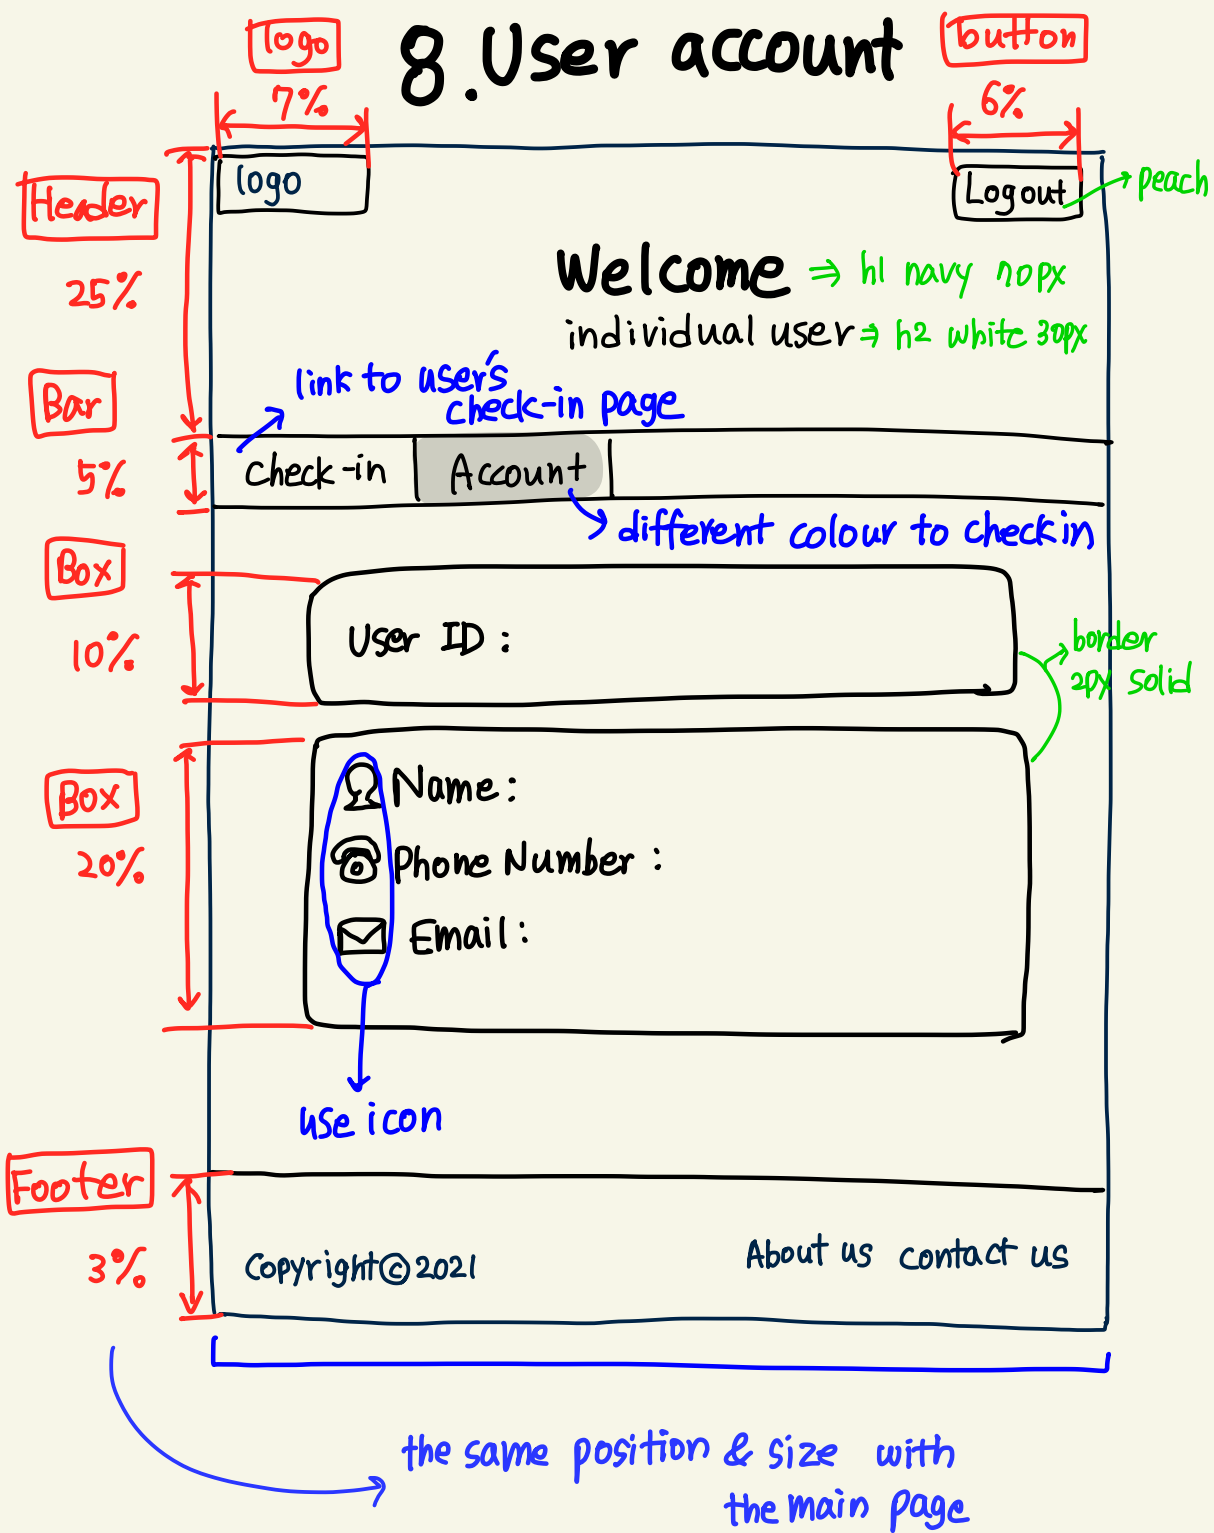 logo
8. User account
button
7%
6%
logo
Logout
peach
Header
25%
Welcome ⇒ h1 navy 70px
individual user ⇒ h2 white 30px
link to user's
check-in page
Bar
5%
check-in
Account
different colour to checkin
Box
10%
User ID :
border
2px solid
Box
20%
Name :
Phone Number :
Email :
use icon
Footer
3%
Copyright © 2021
About us contact us
the same position & size with
the main page